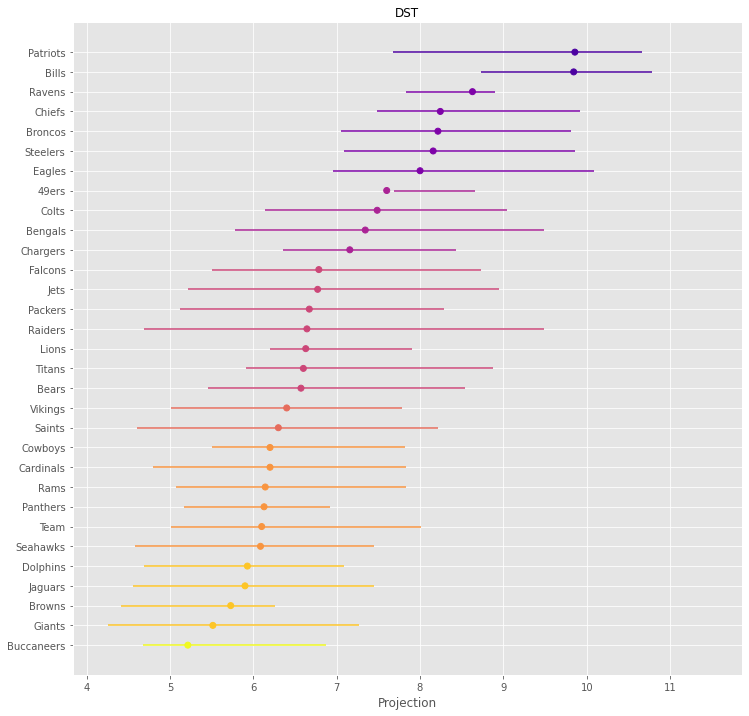 DST
Patriots
Bills
Ravens
Chiefs
Broncos
Steelers
Eagles
49ers
Colts
Bengals
Chargers
Falcons
Jets
Packers
Raiders
Lions
Titans
Bears
Vikings
Saints
Cowboys
Cardinals
Rams
Panthers
Team
Seahawks
Dolphins
Jaguars
Browns
Giants
Buccaneers
4 5 6 7 8 9 10 11
Projection